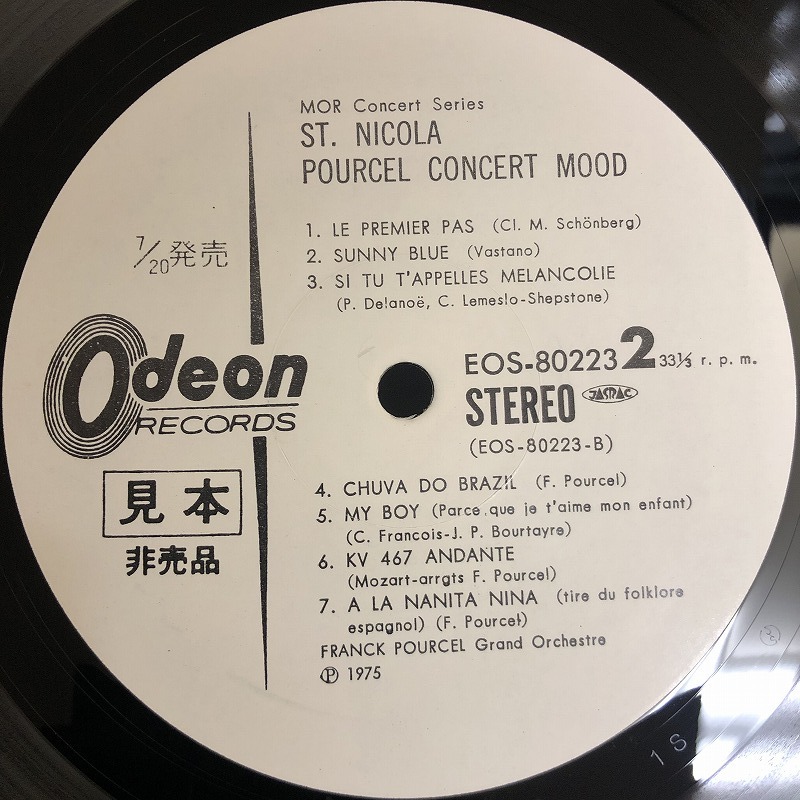 MOR Concert Series
ST. NICOLA
POURCEL CONCERT MOOD
1. LE PREMIER PAS (Cl. M. Schönberg)
2. SUNNY BLUE (Vastano)
3. SI TU T'APPELLES MELANCOLIE
(P. Delanoë, C. Lemeslo-Shepstone)
7/20発売
Odeon
RECORDS
EOS-80223 2 33⅓ r. p. m.
STEREO JASRAC
(EOS-80223-B)
見本
非売品
4. CHUVA DO BRAZIL (F. Pourcel)
5. MY BOY (Parce que je t'aime mon enfant)
(C. Francois-J. P. Bourtayre)
6. KV 467 ANDANTE
(Mozart-arrgts F. Pourcel)
7. A LA NANITA NINA (tire du folklore
espagnol) (F. Pourcel)
FRANCK POURCEL Grand Orchestre
Ⓟ 1975
1 S